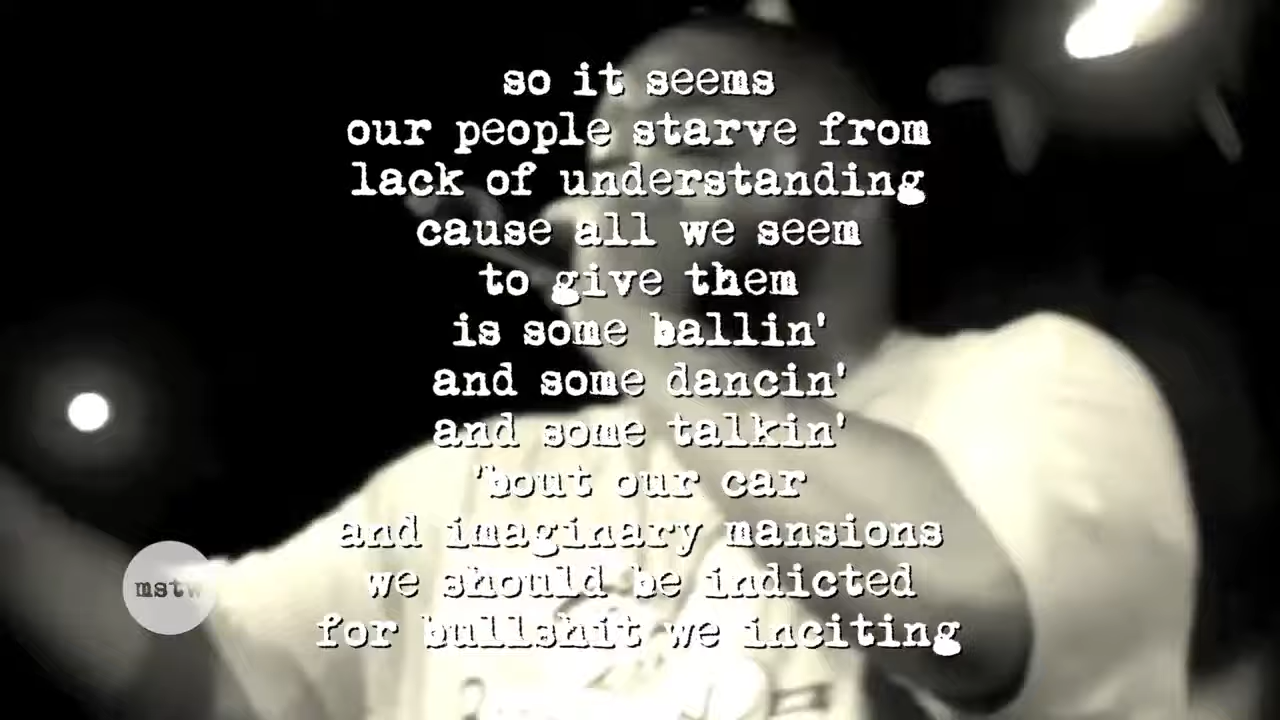 so it seems
our people starve from
lack of understanding
cause all we seem
to give them
is some ballin'
and some dancin'
and some talkin'
'bout our car
and imaginary mansions
we should be indicted
for bullshit we inciting
mstw